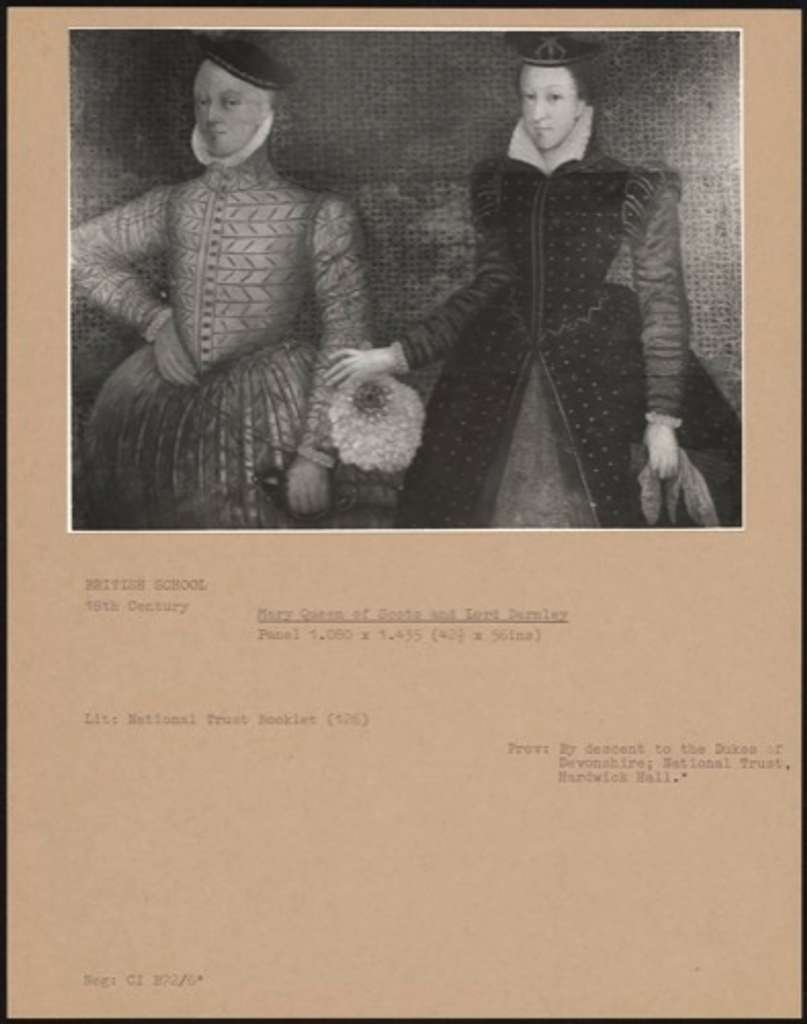 BRITISH SCHOOL
16th Century
Mary Queen of Scots and Lord Darnley
Panel 1.080 x 1.435 (42½ x 56ins)
Lit: National Trust Booklet (126)
Prov: By descent to the Dukes of
Devonshire; National Trust,
Hardwick Hall.*
Neg: CI B72/6*